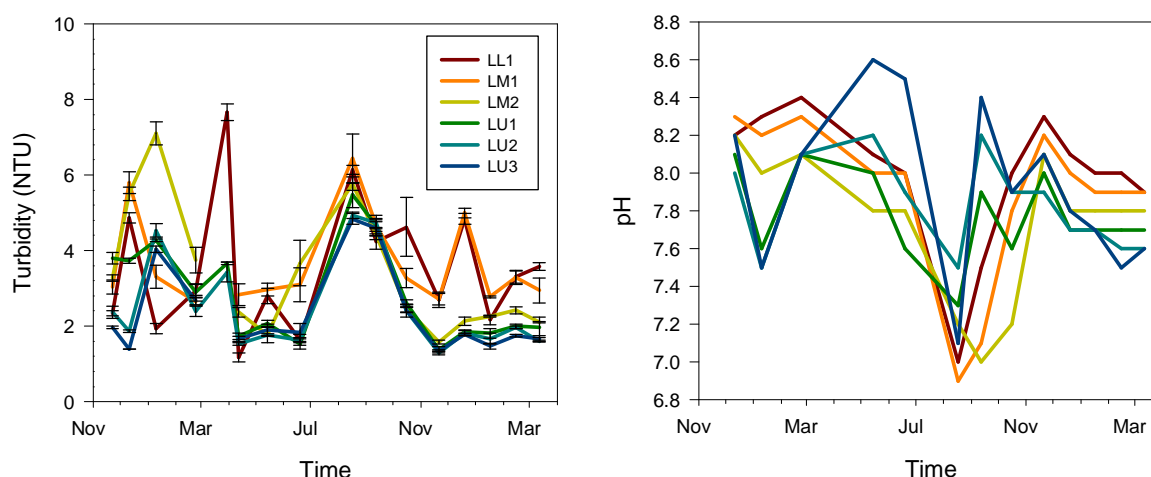 Turbidity (NTU)
10
8
6
4
2
0
Nov
Mar
Jul
Nov
Mar
Time
LL1
LM1
LM2
LU1
LU2
LU3
pH
8.8
8.6
8.4
8.2
8.0
7.8
7.6
7.4
7.2
7.0
6.8
Nov
Mar
Jul
Nov
Mar
Time